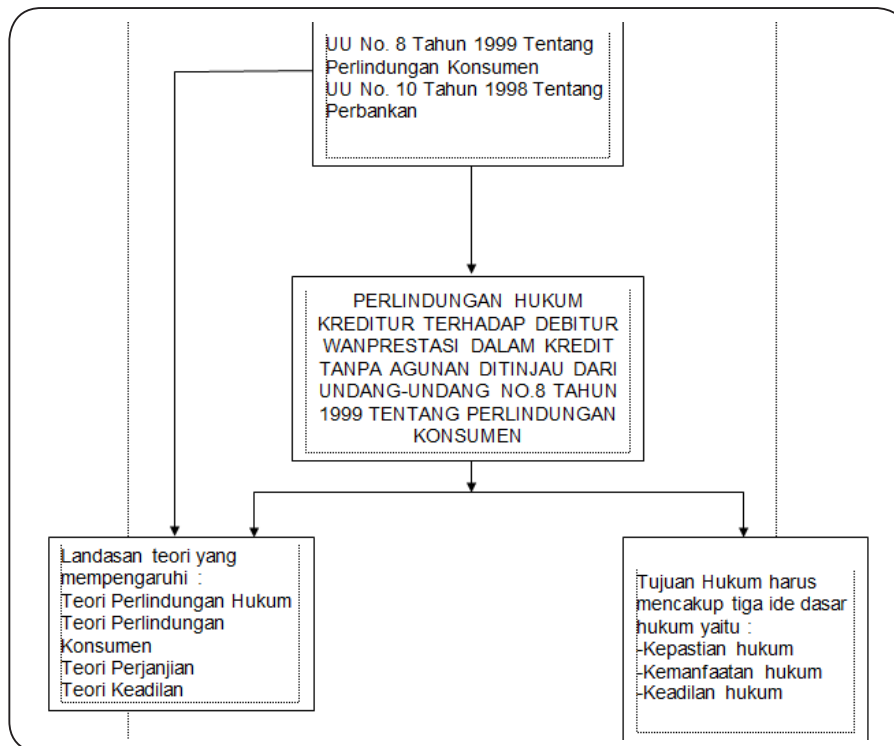 UU No. 8 Tahun 1999 Tentang
Perlindungan Konsumen
UU No. 10 Tahun 1998 Tentang
Perbankan
PERLINDUNGAN HUKUM
KREDITUR TERHADAP DEBITUR
WANPRESTASI DALAM KREDIT
TANPA AGUNAN DITINJAU DARI
UNDANG-UNDANG NO.8 TAHUN
1999 TENTANG PERLINDUNGAN
KONSUMEN
Landasan teori yang
mempengaruhi :
Teori Perlindungan Hukum
Teori Perlindungan
Konsumen
Teori Perjanjian
Teori Keadilan
Tujuan Hukum harus
mencakup tiga ide dasar
hukum yaitu :
-Kepastian hukum
-Kemanfaatan hukum
-Keadilan hukum